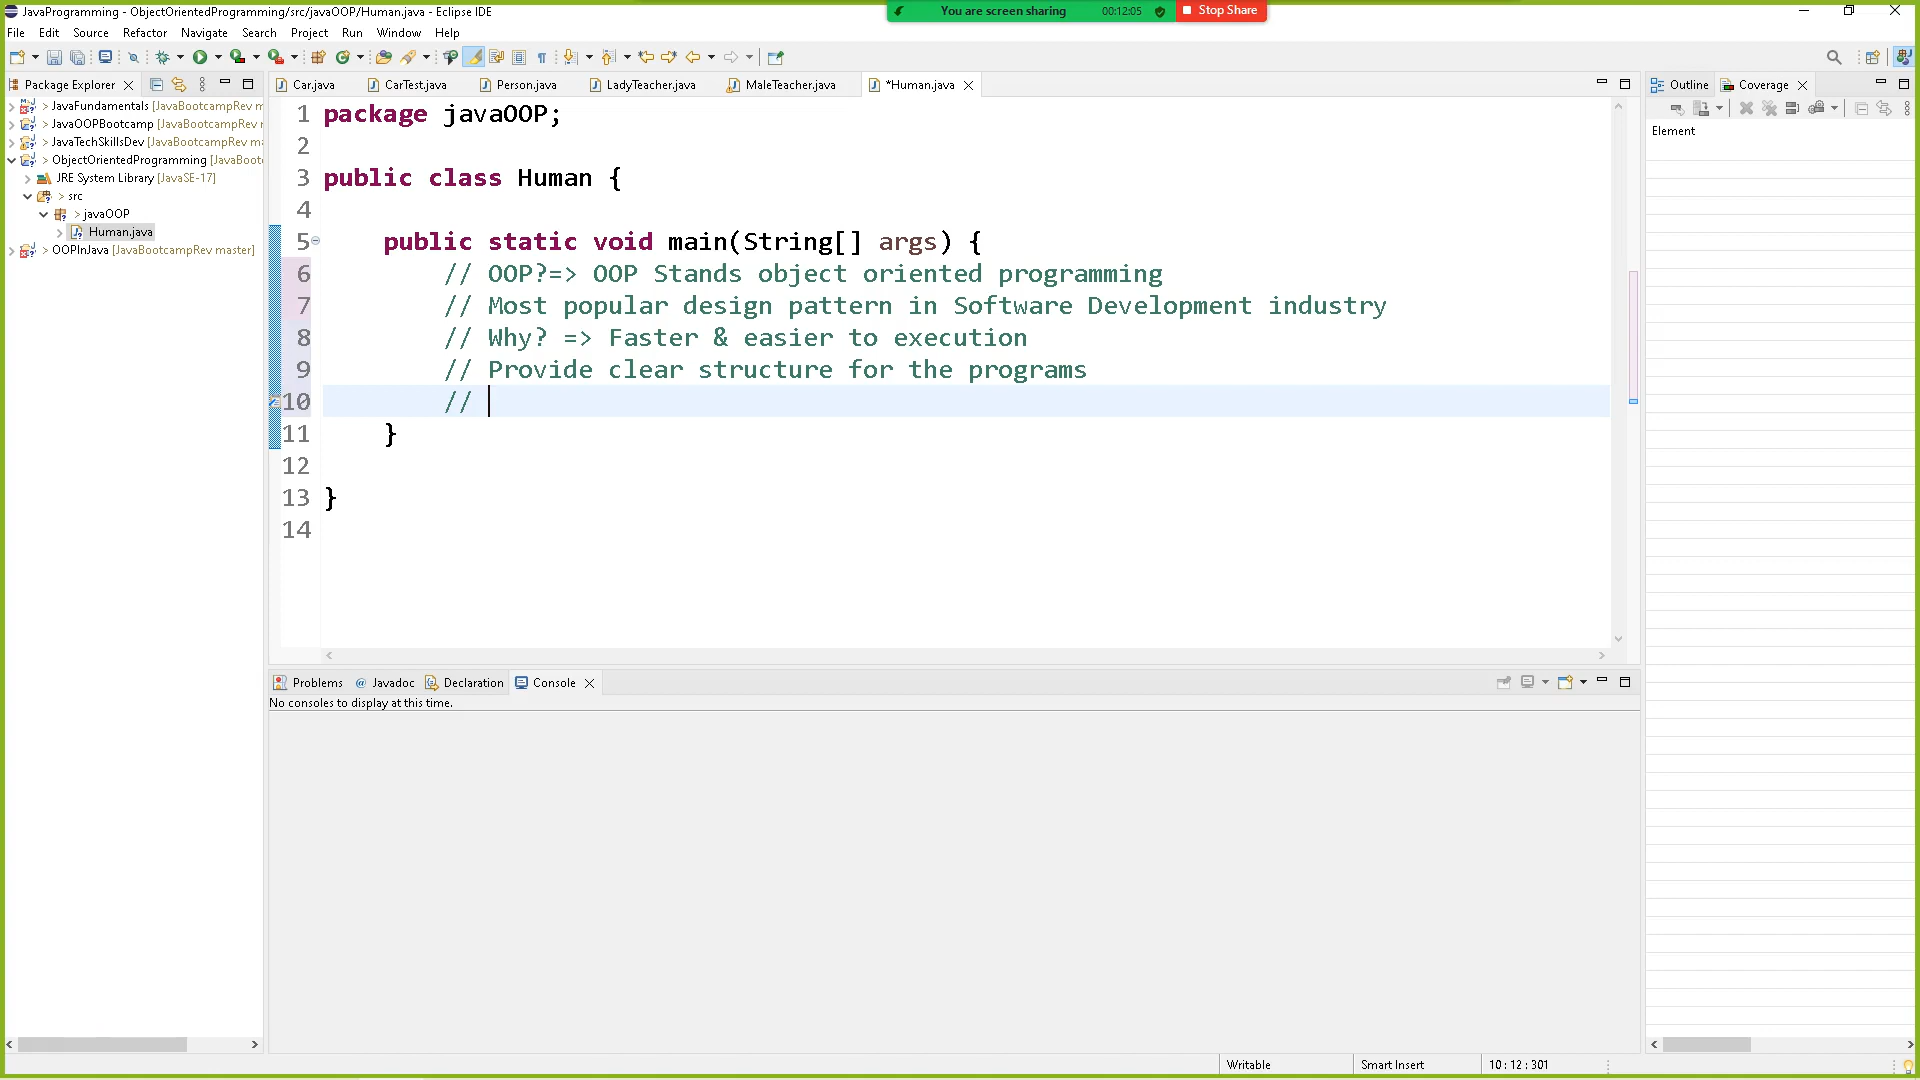 JavaProgramming - ObjectOrientedProgramming/src/javaOOP/Human.java - Eclipse IDE
You are screen sharing 00:12:05 Stop Share
File Edit Source Refactor Navigate Search Project Run Window Help
Package Explorer
Car.java CarTest.java Person.java LadyTeacher.java MaleTeacher.java *Human.java
Outline Coverage
Element
> JavaFundamentals [JavaBootcampRev m
> JavaOOPBootcamp [JavaBootcampRev
> JavaTechSkillsDev [JavaBootcampRev ma
> ObjectOrientedProgramming [JavaBoot
JRE System Library [JavaSE-17]
> src
> javaOOP
Human.java
> OOPInJava [JavaBootcampRev master]
1 package javaOOP;
2
3 public class Human {
4
5 public static void main(String[] args) {
6 // OOP?=> OOP Stands object oriented programming
7 // Most popular design pattern in Software Development industry
8 // Why? => Faster & easier to execution
9 // Provide clear structure for the programs
10 //
11 }
12
13 }
14
Problems Javadoc Declaration Console
No consoles to display at this time.
Writable Smart Insert 10 : 12 : 301